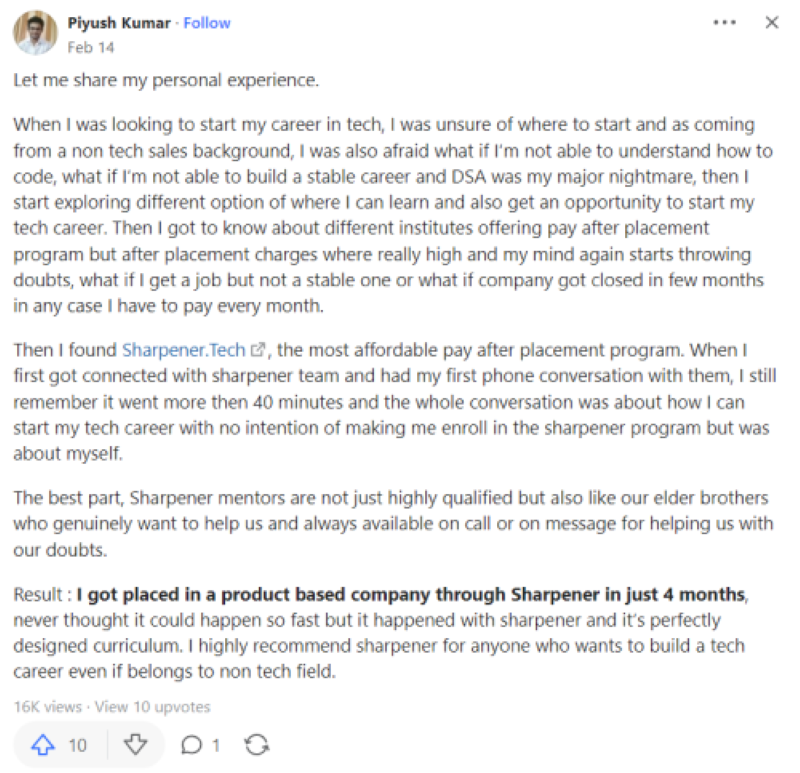 Piyush Kumar · Follow
Feb 14
Let me share my personal experience.
When I was looking to start my career in tech, I was unsure of where to start and as coming
from a non tech sales background, I was also afraid what if I'm not able to understand how to
code, what if I'm not able to build a stable career and DSA was my major nightmare, then I
start exploring different option of where I can learn and also get an opportunity to start my
tech career. Then I got to know about different institutes offering pay after placement
program but after placement charges where really high and my mind again starts throwing
doubts, what if I get a job but not a stable one or what if company got closed in few months
in any case I have to pay every month.
Then I found Sharpener.Tech, the most affordable pay after placement program. When I
first got connected with sharpener team and had my first phone conversation with them, I still
remember it went more then 40 minutes and the whole conversation was about how I can
start my tech career with no intention of making me enroll in the sharpener program but was
about myself.
The best part, Sharpener mentors are not just highly qualified but also like our elder brothers
who genuinely want to help us and always available on call or on message for helping us with
our doubts.
Result : I got placed in a product based company through Sharpener in just 4 months,
never thought it could happen so fast but it happened with sharpener and it's perfectly
designed curriculum. I highly recommend sharpener for anyone who wants to build a tech
career even if belongs to non tech field.
16K views · View 10 upvotes
10 1